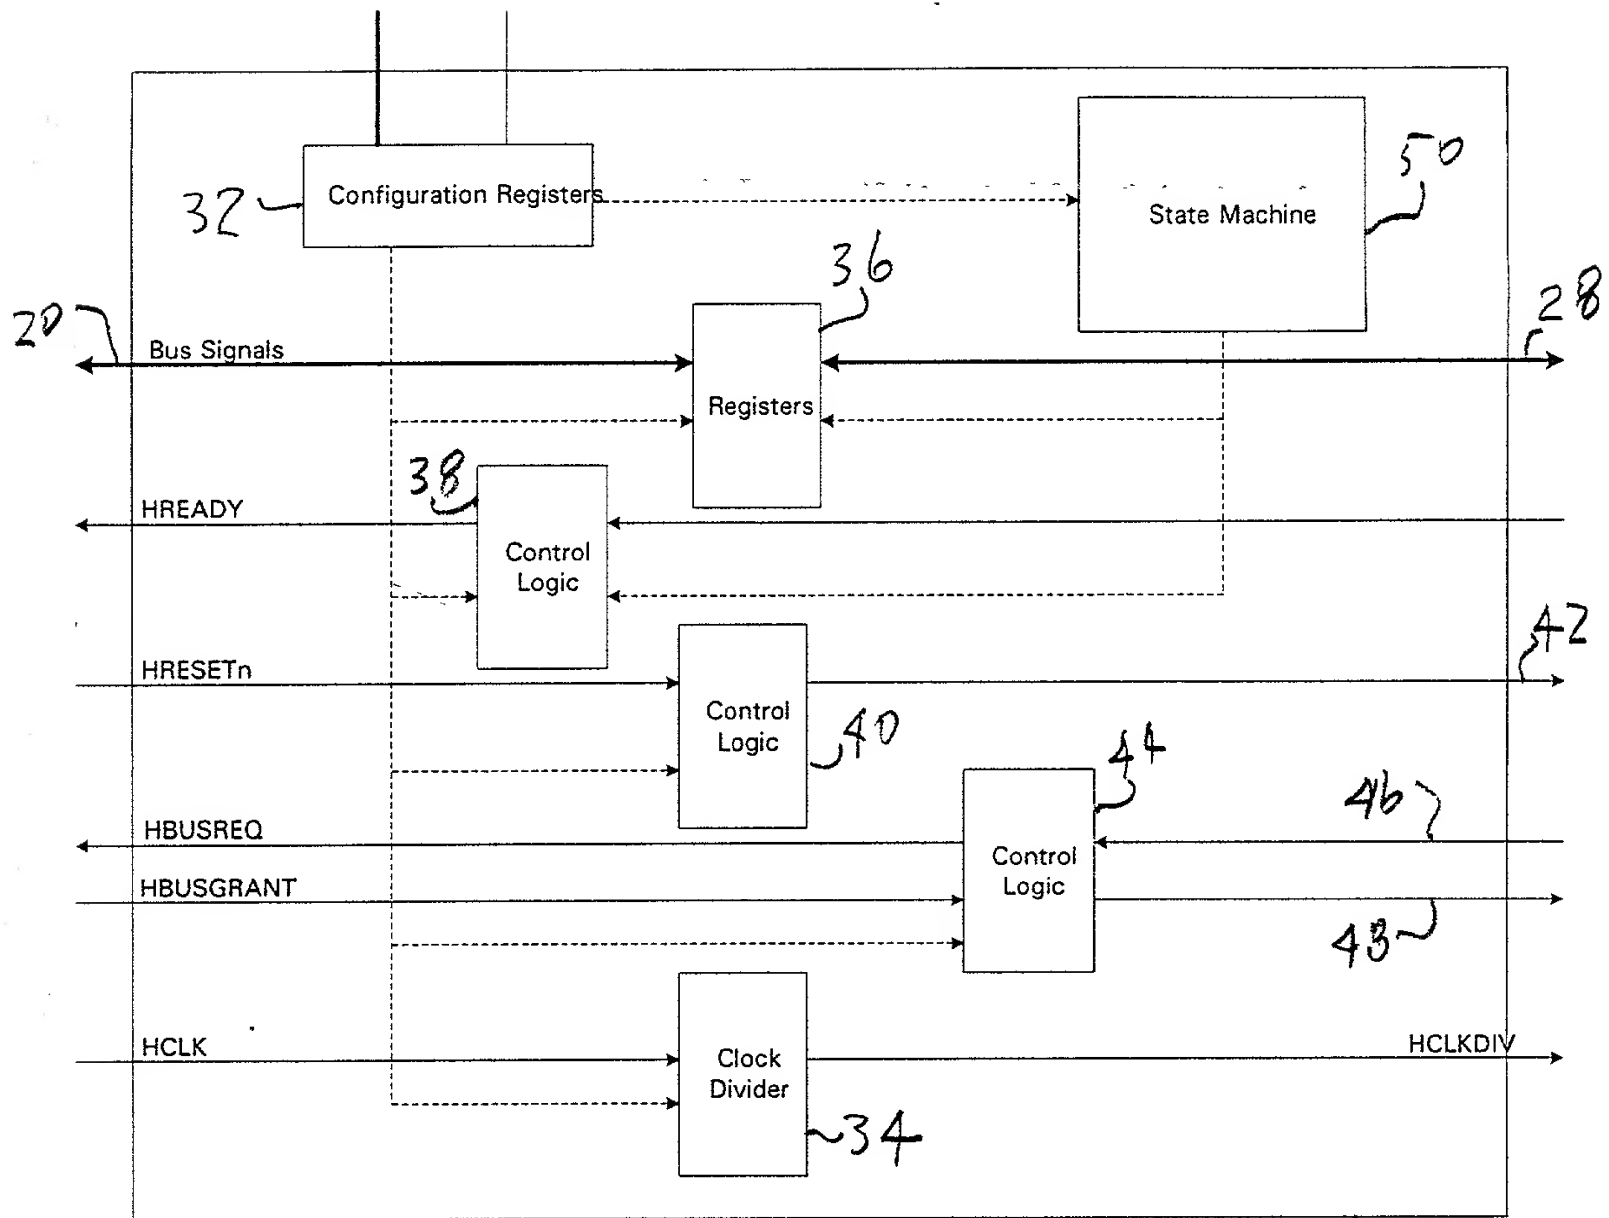 50
32
Configuration Registers
State Machine
36
28
20
Bus Signals
Registers
38
HREADY
Control
Logic
42
HRESETn
Control
Logic
40
44
46
HBUSREQ
Control
Logic
HBUSGRANT
48
HCLK
HCLKDIV
Clock
Divider
34